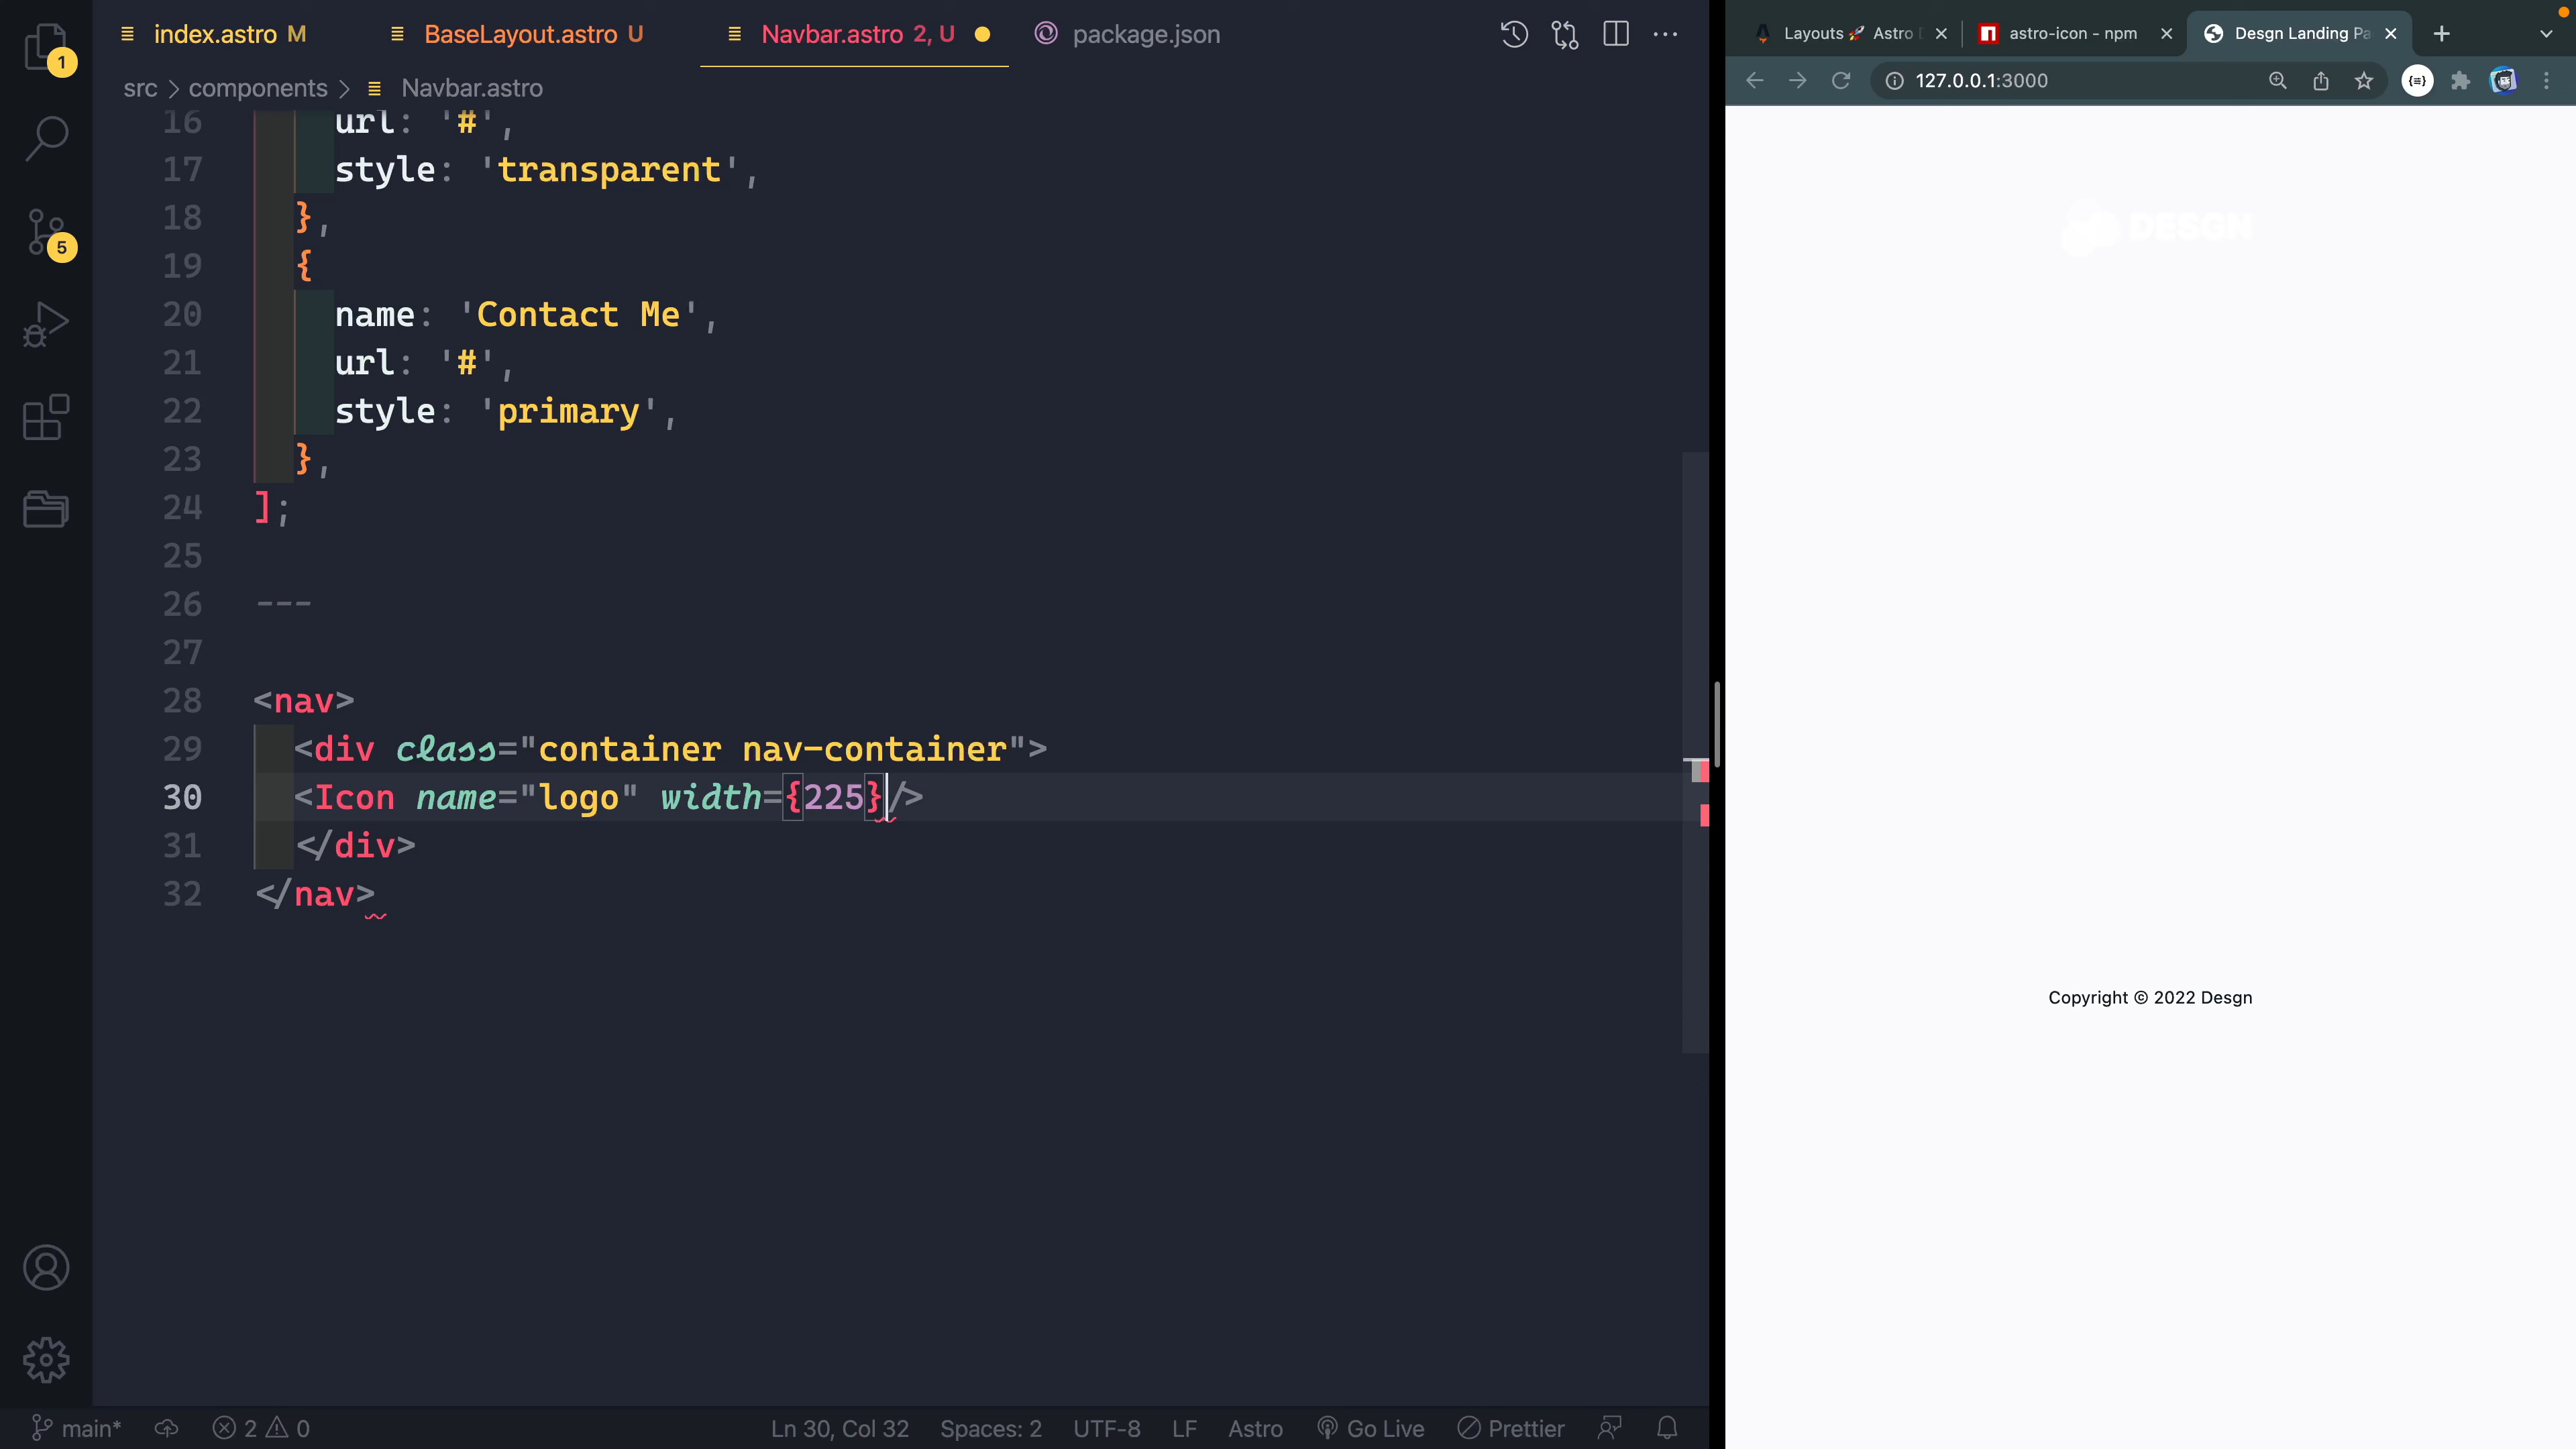 index.astro M
BaseLayout.astro U
Navbar.astro 2, U
package.json
src > components > Navbar.astro
16 url: '#',
17 style: 'transparent',
18 },
19 {
20 name: 'Contact Me',
21 url: '#',
22 style: 'primary',
23 },
24 ];
25
26 ---
27
28 <nav>
29 <div class="container nav-container">
30 <Icon name="logo" width={225}/>
31 </div>
32 </nav>
1
5
main*
2
0
Ln 30, Col 32
Spaces: 2
UTF-8
LF
Astro
Go Live
Prettier
Layouts 🚀 Astro D
astro-icon - npm
Desgn Landing Pa
127.0.0.1:3000
DESGN
Copyright © 2022 Desgn